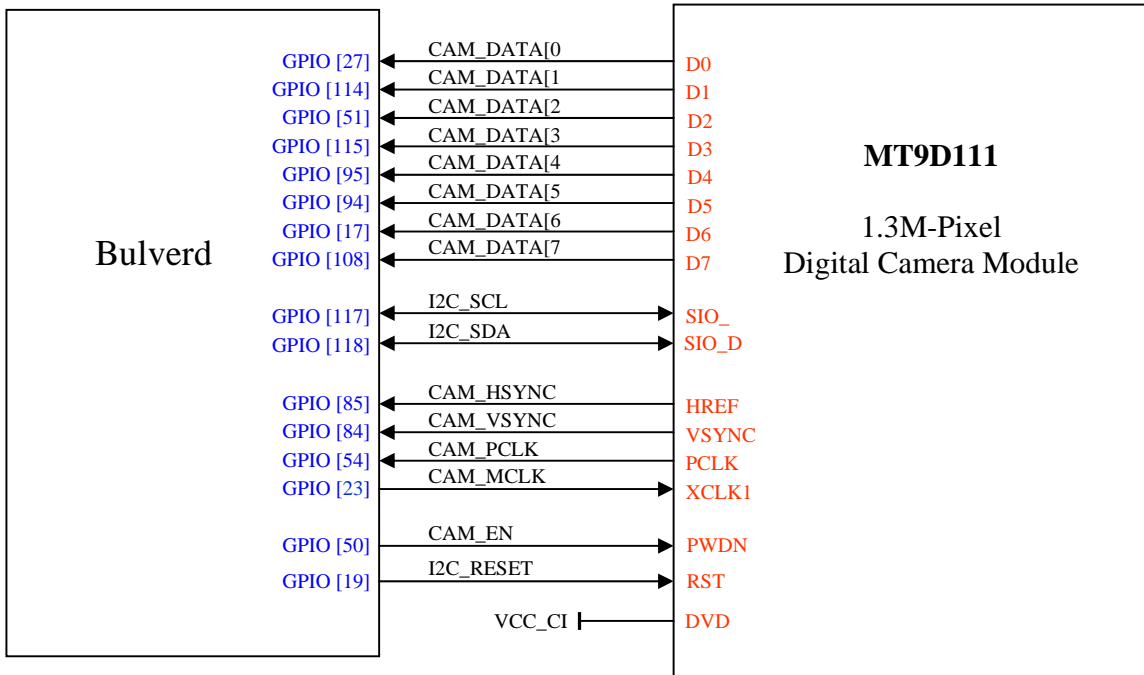 GPIO [27] CAM_DATA[0 D0
GPIO [114] CAM_DATA[1 D1
GPIO [51] CAM_DATA[2 D2
GPIO [115] CAM_DATA[3 D3
GPIO [95] CAM_DATA[4 D4
GPIO [94] CAM_DATA[5 D5
GPIO [17] CAM_DATA[6 D6
GPIO [108] CAM_DATA[7 D7
Bulverd
MT9D111
1.3M-Pixel
Digital Camera Module
GPIO [117] I2C_SCL SIO_
GPIO [118] I2C_SDA SIO_D
GPIO [85] CAM_HSYNC HREF
GPIO [84] CAM_VSYNC VSYNC
GPIO [54] CAM_PCLK PCLK
GPIO [23] CAM_MCLK XCLK1
GPIO [50] CAM_EN PWDN
GPIO [19] I2C_RESET RST
VCC_CI DVD